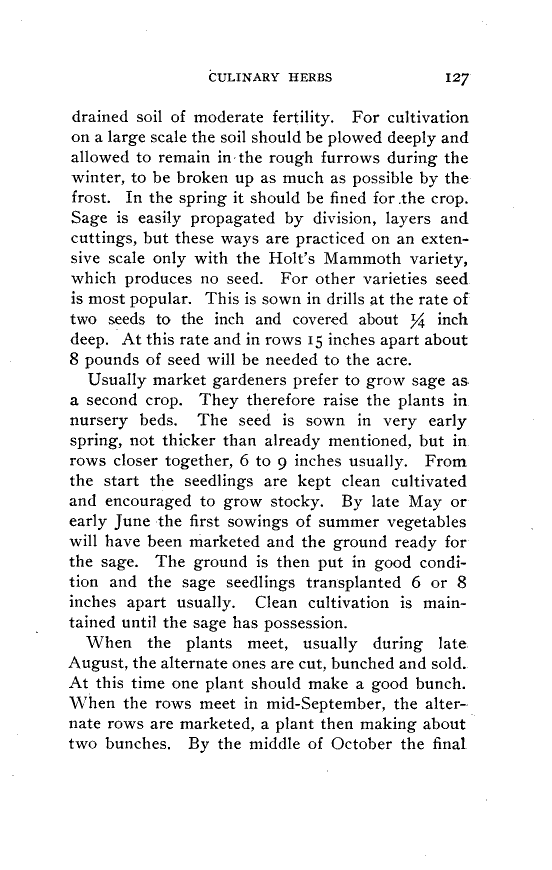 CULINARY HERBS 127
drained soil of moderate fertility. For cultivation
on a large scale the soil should be plowed deeply and
allowed to remain in the rough furrows during the
winter, to be broken up as much as possible by the
frost. In the spring it should be fined for the crop.
Sage is easily propagated by division, layers and
cuttings, but these ways are practiced on an exten-
sive scale only with the Holt's Mammoth variety,
which produces no seed. For other varieties seed
is most popular. This is sown in drills at the rate of
two seeds to the inch and covered about ¼ inch
deep. At this rate and in rows 15 inches apart about
8 pounds of seed will be needed to the acre.
Usually market gardeners prefer to grow sage as
a second crop. They therefore raise the plants in
nursery beds. The seed is sown in very early
spring, not thicker than already mentioned, but in
rows closer together, 6 to 9 inches usually. From
the start the seedlings are kept clean cultivated
and encouraged to grow stocky. By late May or
early June the first sowings of summer vegetables
will have been marketed and the ground ready for
the sage. The ground is then put in good condi-
tion and the sage seedlings transplanted 6 or 8
inches apart usually. Clean cultivation is main-
tained until the sage has possession.
When the plants meet, usually during late
August, the alternate ones are cut, bunched and sold.
At this time one plant should make a good bunch.
When the rows meet in mid-September, the alter-
nate rows are marketed, a plant then making about
two bunches. By the middle of October the final